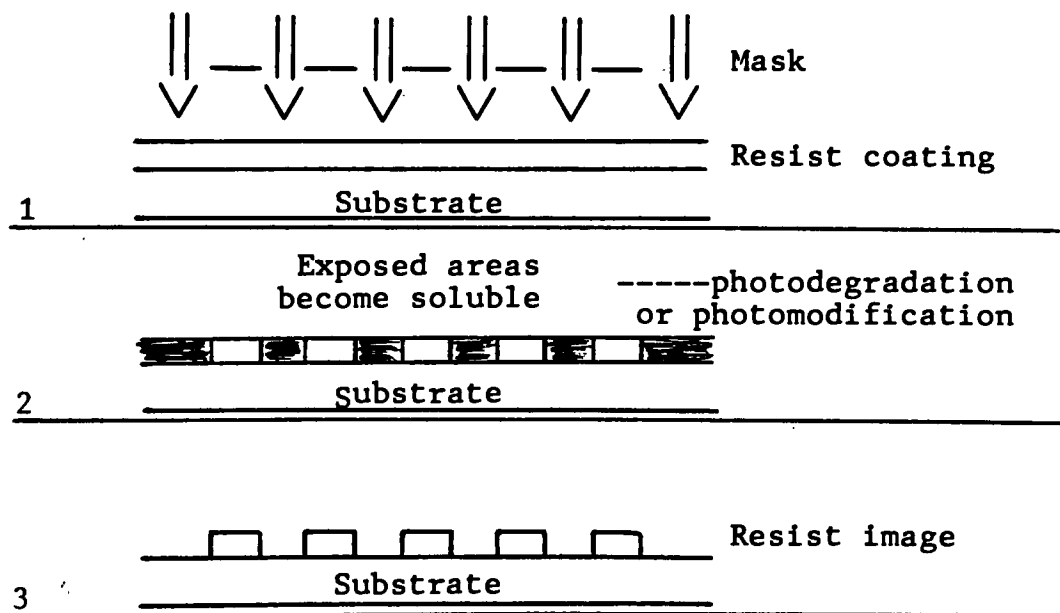 Mask
Resist coating
Substrate
1
Exposed areas
become soluble
-----photodegradation
or photomodification
Substrate
2
Resist image
Substrate
3